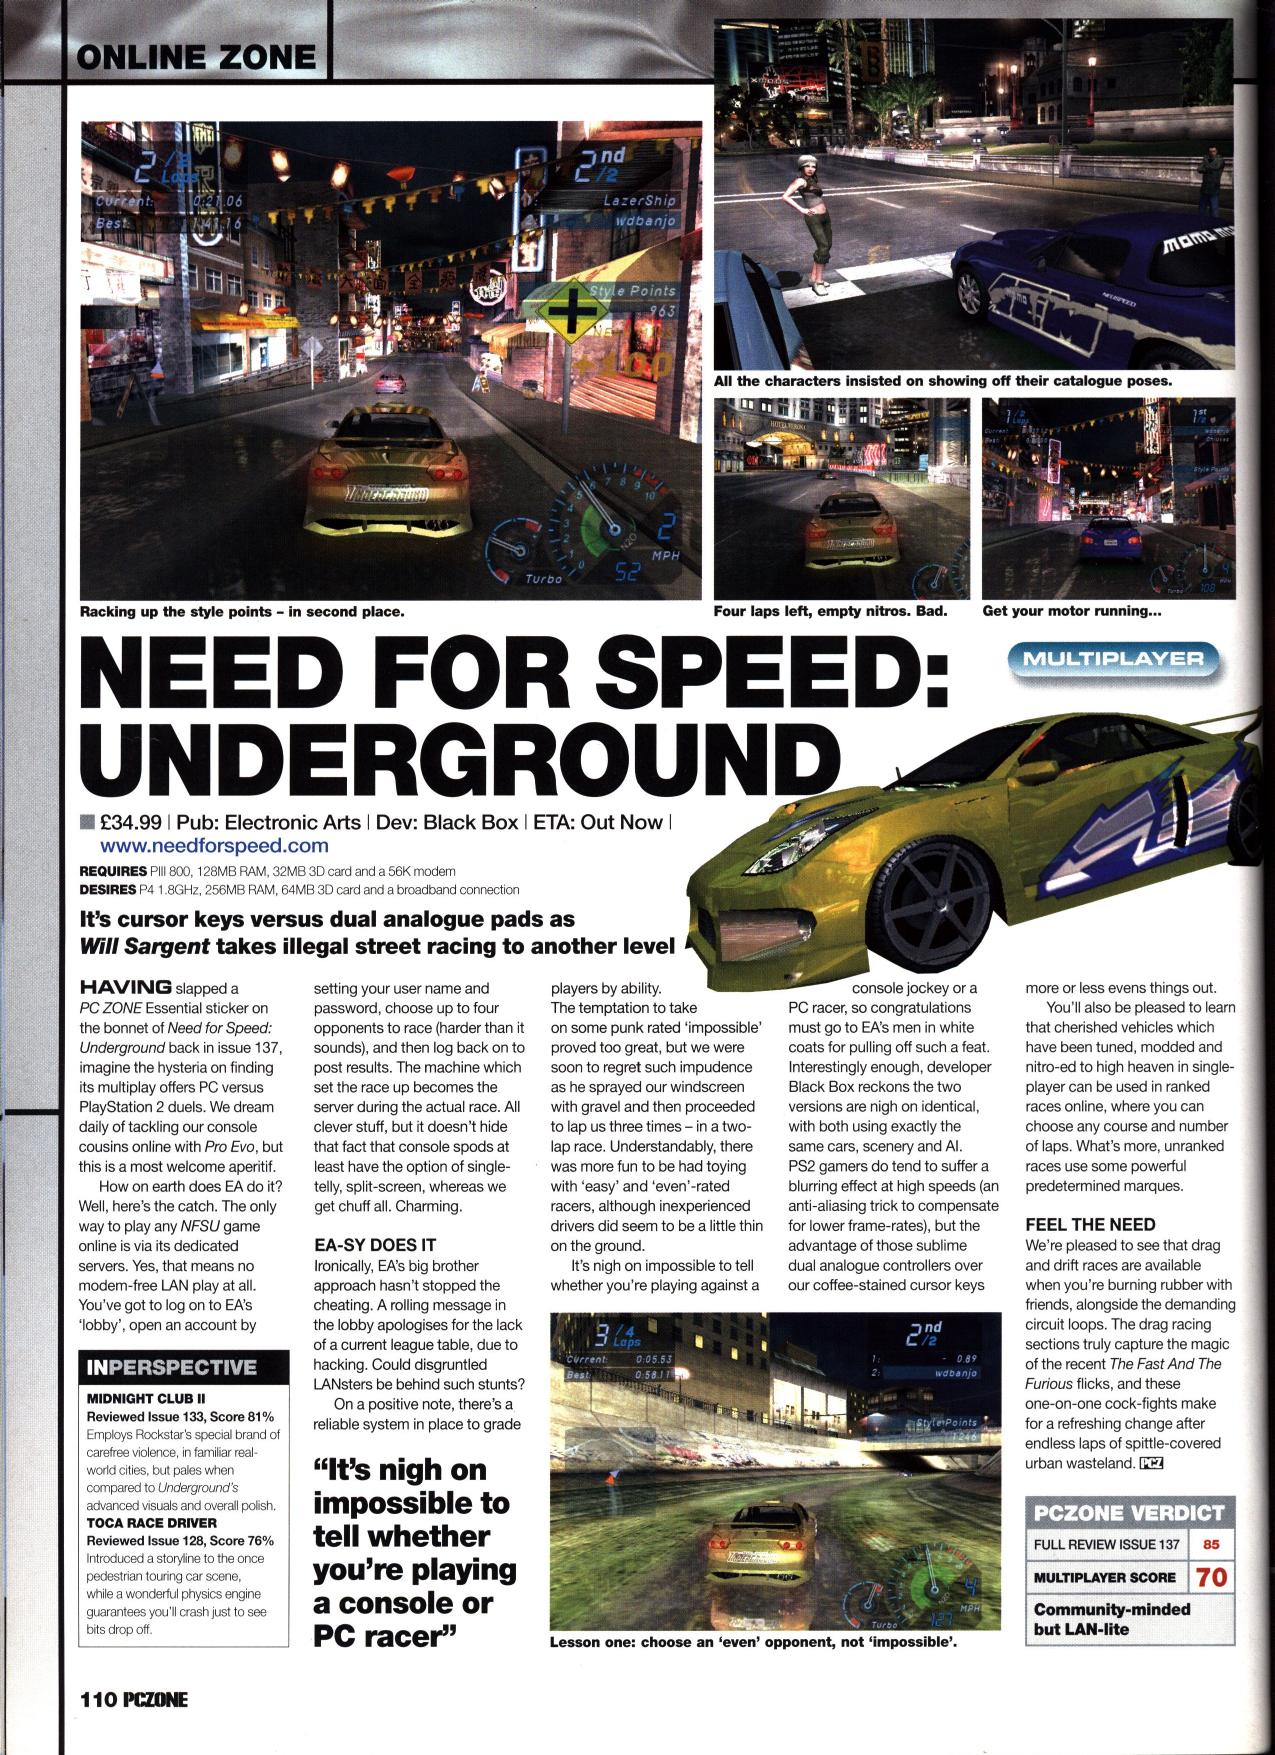 ONLINE ZONE
2/2
Laps
Current: 0:21.06
Best: 1:41.16
2nd
/2
LazerShip
wdbanjo
Style Points
963
+100
UNDERGROUND
Turbo
N2O
2
MPH
52
Racking up the style points – in second place.
MOMO
All the characters insisted on showing off their catalogue poses.
Four laps left, empty nitros. Bad.
Get your motor running...
NEED FOR SPEED:
UNDERGROUND
MULTIPLAYER
£34.99 | Pub: Electronic Arts | Dev: Black Box | ETA: Out Now |
www.needforspeed.com
REQUIRES PIII 800, 128MB RAM, 32MB 3D card and a 56K modem
DESIRES P4 1.8GHz, 256MB RAM, 64MB 3D card and a broadband connection
It's cursor keys versus dual analogue pads as
Will Sargent takes illegal street racing to another level
HAVING slapped a
PC ZONE Essential sticker on
the bonnet of Need for Speed:
Underground back in issue 137,
imagine the hysteria on finding
its multiplay offers PC versus
PlayStation 2 duels. We dream
daily of tackling our console
cousins online with Pro Evo, but
this is a most welcome aperitif.
How on earth does EA do it?
Well, here's the catch. The only
way to play any NFSU game
online is via its dedicated
servers. Yes, that means no
modem-free LAN play at all.
You've got to log on to EA's
'lobby', open an account by
setting your user name and
password, choose up to four
opponents to race (harder than it
sounds), and then log back on to
post results. The machine which
set the race up becomes the
server during the actual race. All
clever stuff, but it doesn't hide
that fact that console spods at
least have the option of single-
telly, split-screen, whereas we
get chuff all. Charming.
EA-SY DOES IT
Ironically, EA's big brother
approach hasn't stopped the
cheating. A rolling message in
the lobby apologises for the lack
of a current league table, due to
hacking. Could disgruntled
LANsters be behind such stunts?
On a positive note, there's a
reliable system in place to grade
players by ability.
The temptation to take
on some punk rated 'impossible'
proved too great, but we were
soon to regret such impudence
as he sprayed our windscreen
with gravel and then proceeded
to lap us three times – in a two-
lap race. Understandably, there
was more fun to be had toying
with 'easy' and 'even'-rated
racers, although inexperienced
drivers did seem to be a little thin
on the ground.
It's nigh on impossible to tell
whether you're playing against a
console jockey or a
PC racer, so congratulations
must go to EA's men in white
coats for pulling off such a feat.
Interestingly enough, developer
Black Box reckons the two
versions are nigh on identical,
with both using exactly the
same cars, scenery and AI.
PS2 gamers do tend to suffer a
blurring effect at high speeds (an
anti-aliasing trick to compensate
for lower frame-rates), but the
advantage of those sublime
dual analogue controllers over
our coffee-stained cursor keys
more or less evens things out.
You'll also be pleased to learn
that cherished vehicles which
have been tuned, modded and
nitro-ed to high heaven in single-
player can be used in ranked
races online, where you can
choose any course and number
of laps. What's more, unranked
races use some powerful
predetermined marques.
FEEL THE NEED
We're pleased to see that drag
and drift races are available
when you're burning rubber with
friends, alongside the demanding
circuit loops. The drag racing
sections truly capture the magic
of the recent The Fast And The
Furious flicks, and these
one-on-one cock-fights make
for a refreshing change after
endless laps of spittle-covered
urban wasteland. PCZ
INPERSPECTIVE
MIDNIGHT CLUB II
Reviewed Issue 133, Score 81%
Employs Rockstar's special brand of
carefree violence, in familiar real-
world cities, but pales when
compared to Underground's
advanced visuals and overall polish.
TOCA RACE DRIVER
Reviewed Issue 128, Score 76%
Introduced a storyline to the once
pedestrian touring car scene,
while a wonderful physics engine
guarantees you'll crash just to see
bits drop off.
"It's nigh on
impossible to
tell whether
you're playing
a console or
PC racer"
3/4
Laps
Current: 0:05.53
Best: 0:58.11
2nd
/2
1: - 0.89
2: wdbanjo
Style Points
1246
Turbo
4
MPH
127
Lesson one: choose an 'even' opponent, not 'impossible'.
PCZONE VERDICT
FULL REVIEW ISSUE 137 85
MULTIPLAYER SCORE 70
Community-minded
but LAN-lite
110 PCZONE